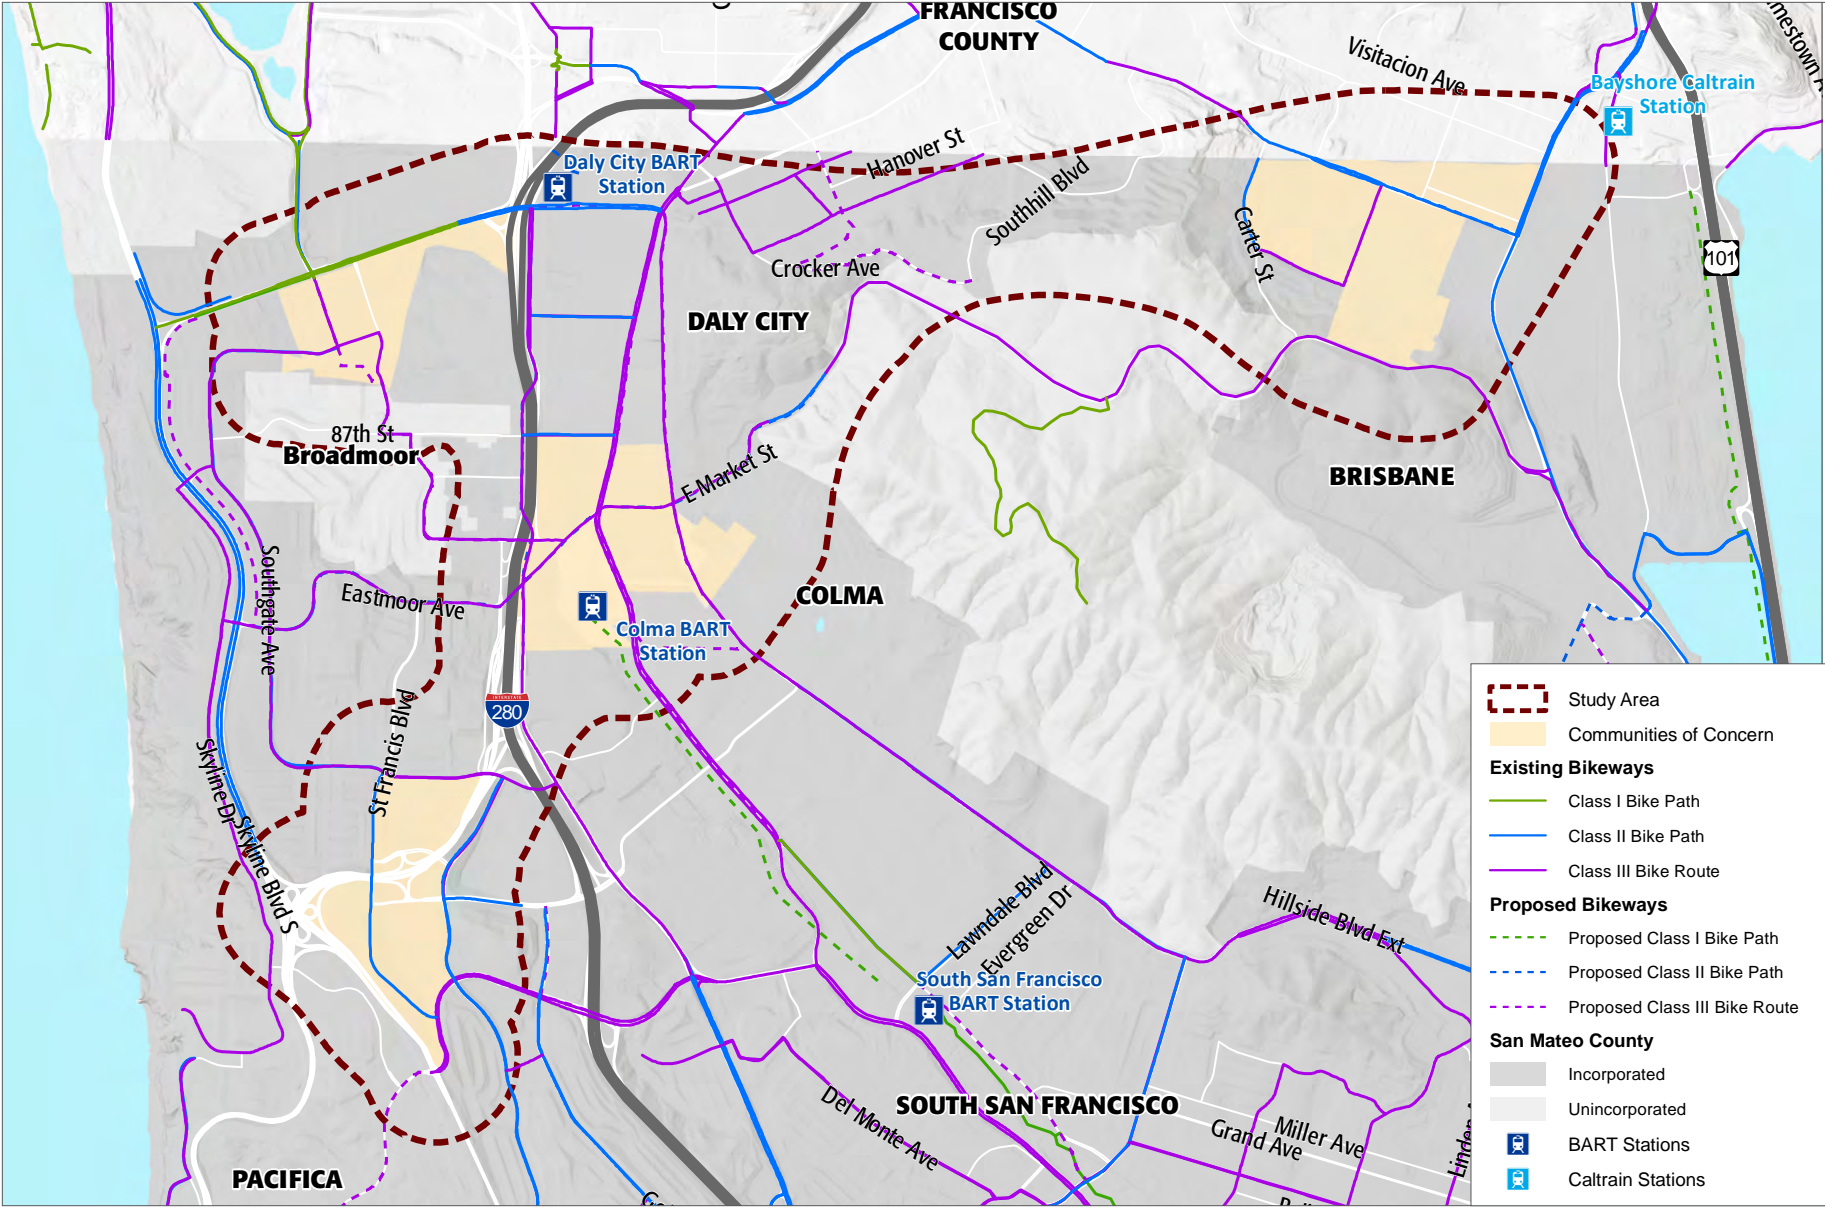 FRANCISCO
COUNTY
Visitacion Ave
Bayshore Caltrain
Station
Hanover St
Daly City BART
Station
Southhill Blvd
Carter St
101
Crocker Ave
DALY CITY
87th St
Broadmoor
E Market St
BRISBANE
Southgate Ave
Eastmoor Ave
COLMA
Colma BART
Station
INTERSTATE
280
St Francis Blvd
Skyline Dr
Skyline Blvd S
Lawndale Blvd
Evergreen Dr
Hillside Blvd Ext
South San Francisco
BART Station
SOUTH SAN FRANCISCO
Del Monte Ave
Miller Ave
Grand Ave
Linden
PACIFICA
Study Area
Communities of Concern
Existing Bikeways
Class I Bike Path
Class II Bike Path
Class III Bike Route
Proposed Bikeways
Proposed Class I Bike Path
Proposed Class II Bike Path
Proposed Class III Bike Route
San Mateo County
Incorporated
Unincorporated
BART Stations
Caltrain Stations